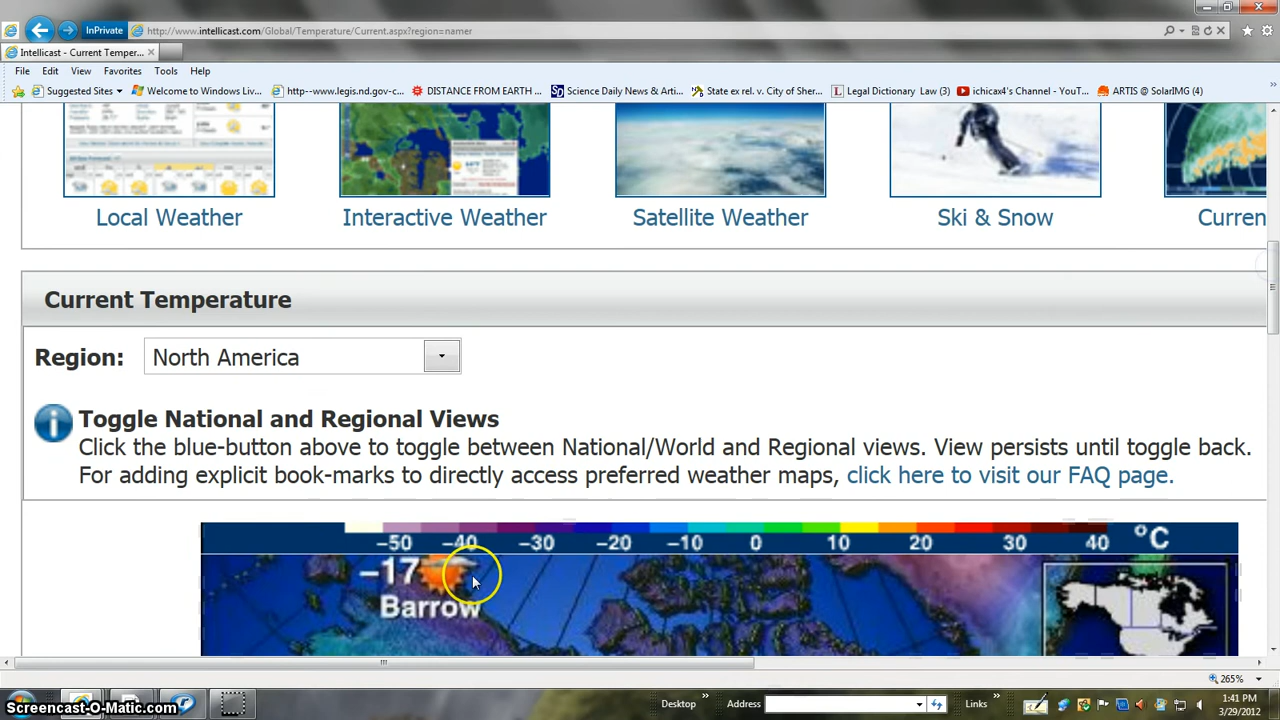 InPrivate
http://www.intellicast.com/Global/Temperature/Current.aspx?region=namer
Intellicast - Current Temper...
File Edit View Favorites Tools Help
Suggested Sites Welcome to Windows Liv... http--www.legis.nd.gov-c... DISTANCE FROM EARTH ... Science Daily News & Arti... State ex rel. v. City of Sher... Legal Dictionary Law (3) ichicax4's Channel - YouT... ARTIS @ SolarIMG (4)
Local Weather Interactive Weather Satellite Weather Ski & Snow Curren
Current Temperature
Region: North America
Toggle National and Regional Views
Click the blue-button above to toggle between National/World and Regional views. View persists until toggle back.
For adding explicit book-marks to directly access preferred weather maps, click here to visit our FAQ page.
-50 -40 -30 -20 -10 0 10 20 30 40 °C
-17
Barrow
265%
Screencast-O-Matic.com
Desktop Address Links
1:41 PM
3/29/2012